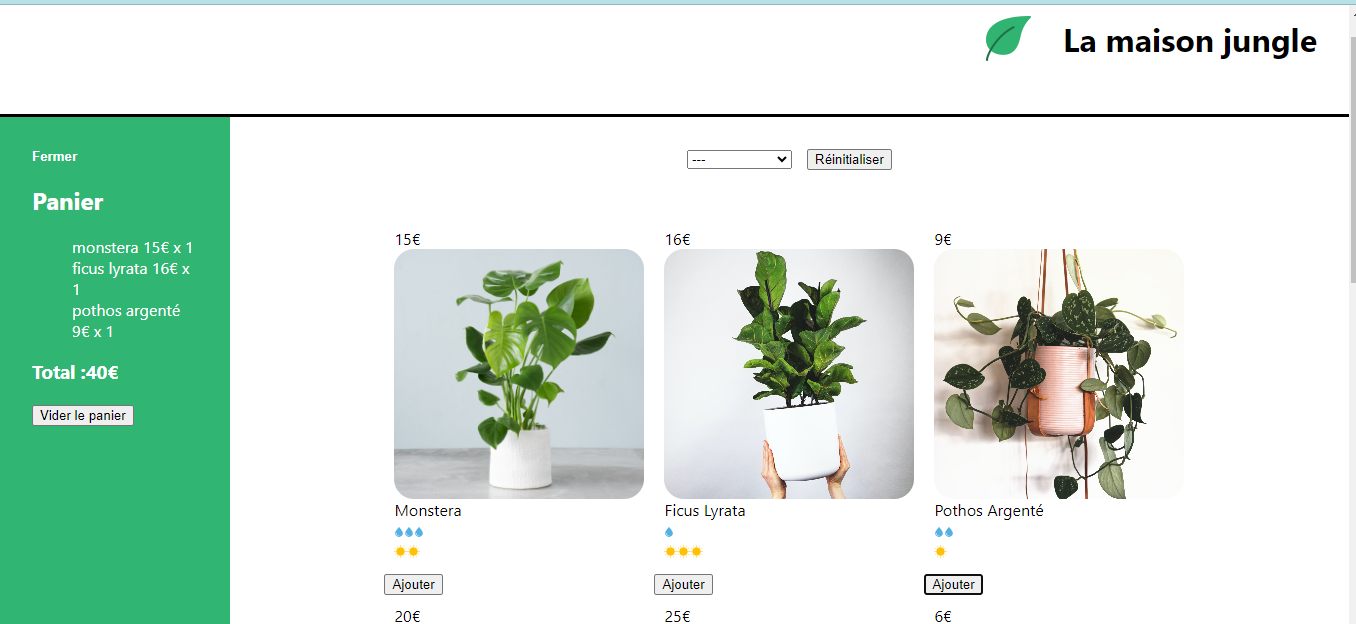 La maison jungle
Fermer
Panier
monstera 15€ x 1
ficus lyrata 16€ x
1
pothos argenté
9€ x 1
Total :40€
Vider le panier
---
Réinitialiser
15€
16€
9€
Monstera
Ficus Lyrata
Pothos Argenté
Ajouter
Ajouter
Ajouter
20€
25€
6€